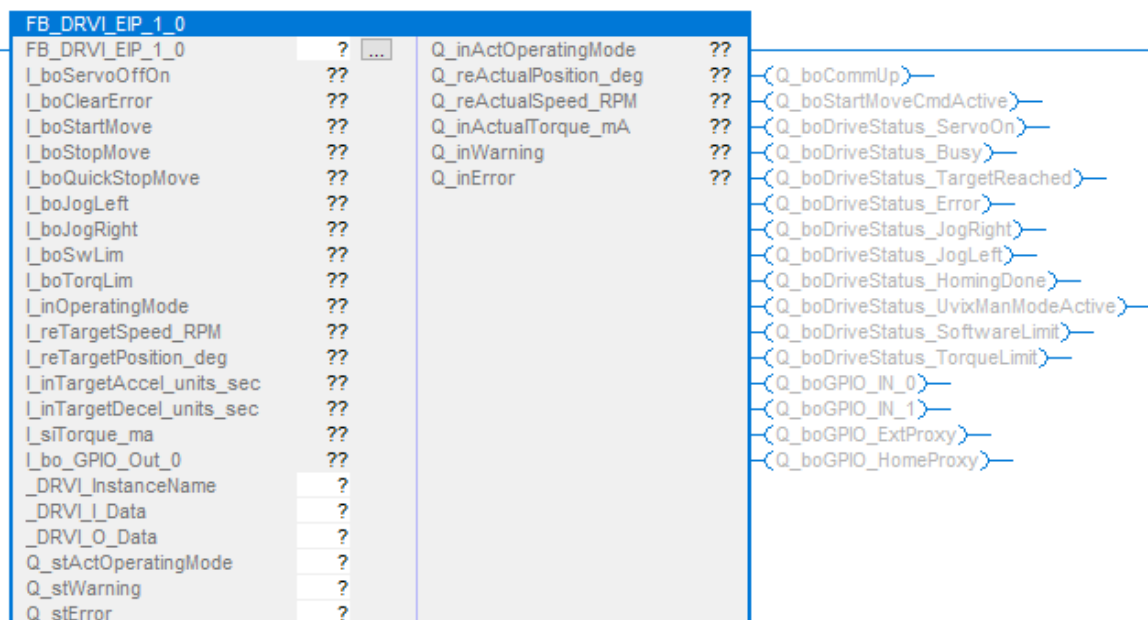 FB_DRVI_EIP_1_0
FB_DRVI_EIP_1_0 ? ... Q_inActOperatingMode ??
I_boServoOffOn ?? Q_reActualPosition_deg ?? Q_boCommUp
I_boClearError ?? Q_reActualSpeed_RPM ?? Q_boStartMoveCmdActive
I_boStartMove ?? Q_inActualTorque_mA ?? Q_boDriveStatus_ServoOn
I_boStopMove ?? Q_inWarning ?? Q_boDriveStatus_Busy
I_boQuickStopMove ?? Q_inError ?? Q_boDriveStatus_TargetReached
I_boJogLeft ?? Q_boDriveStatus_Error
I_boJogRight ?? Q_boDriveStatus_JogRight
I_boSwLim ?? Q_boDriveStatus_JogLeft
I_boTorqLim ?? Q_boDriveStatus_HomingDone
I_inOperatingMode ?? Q_boDriveStatus_UvixManModeActive
I_reTargetSpeed_RPM ?? Q_boDriveStatus_SoftwareLimit
I_reTargetPosition_deg ?? Q_boDriveStatus_TorqueLimit
I_inTargetAccel_units_sec ?? Q_boGPIO_IN_0
I_inTargetDecel_units_sec ?? Q_boGPIO_IN_1
I_siTorque_ma ?? Q_boGPIO_ExtProxy
I_bo_GPIO_Out_0 ?? Q_boGPIO_HomeProxy
_DRVI_InstanceName ?
_DRVI_I_Data ?
_DRVI_O_Data ?
Q_stActOperatingMode ?
Q_stWarning ?
Q_stError ?